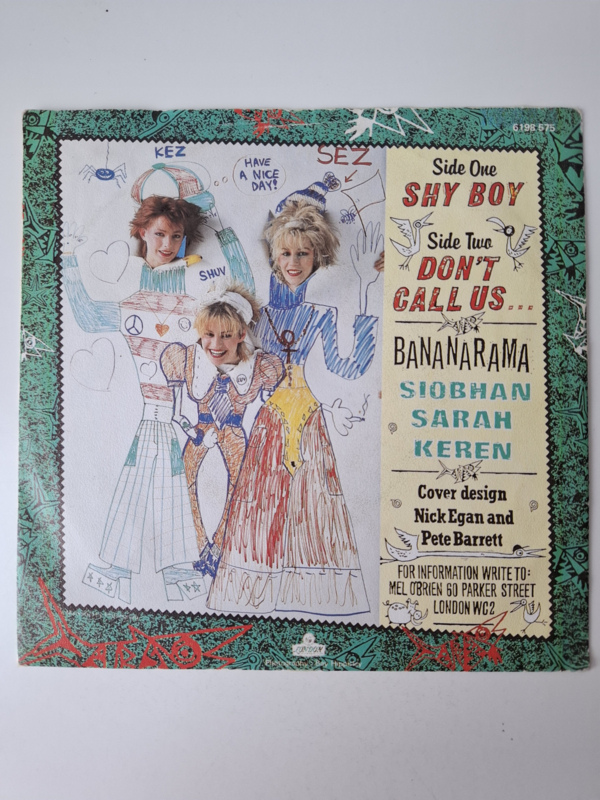 6198 575
KEZ
HAVE
A NICE
DAY!
SEZ
SHUV
Side One
SHY BOY
Side Two
DON'T
CALL US...
BANANARAMA
SIOBHAN
SARAH
KEREN
Cover design
Nick Egan and
Pete Barrett
FOR INFORMATION WRITE TO:
MEL O'BRIEN 60 PARKER STREET
LONDON WC2
LONDON